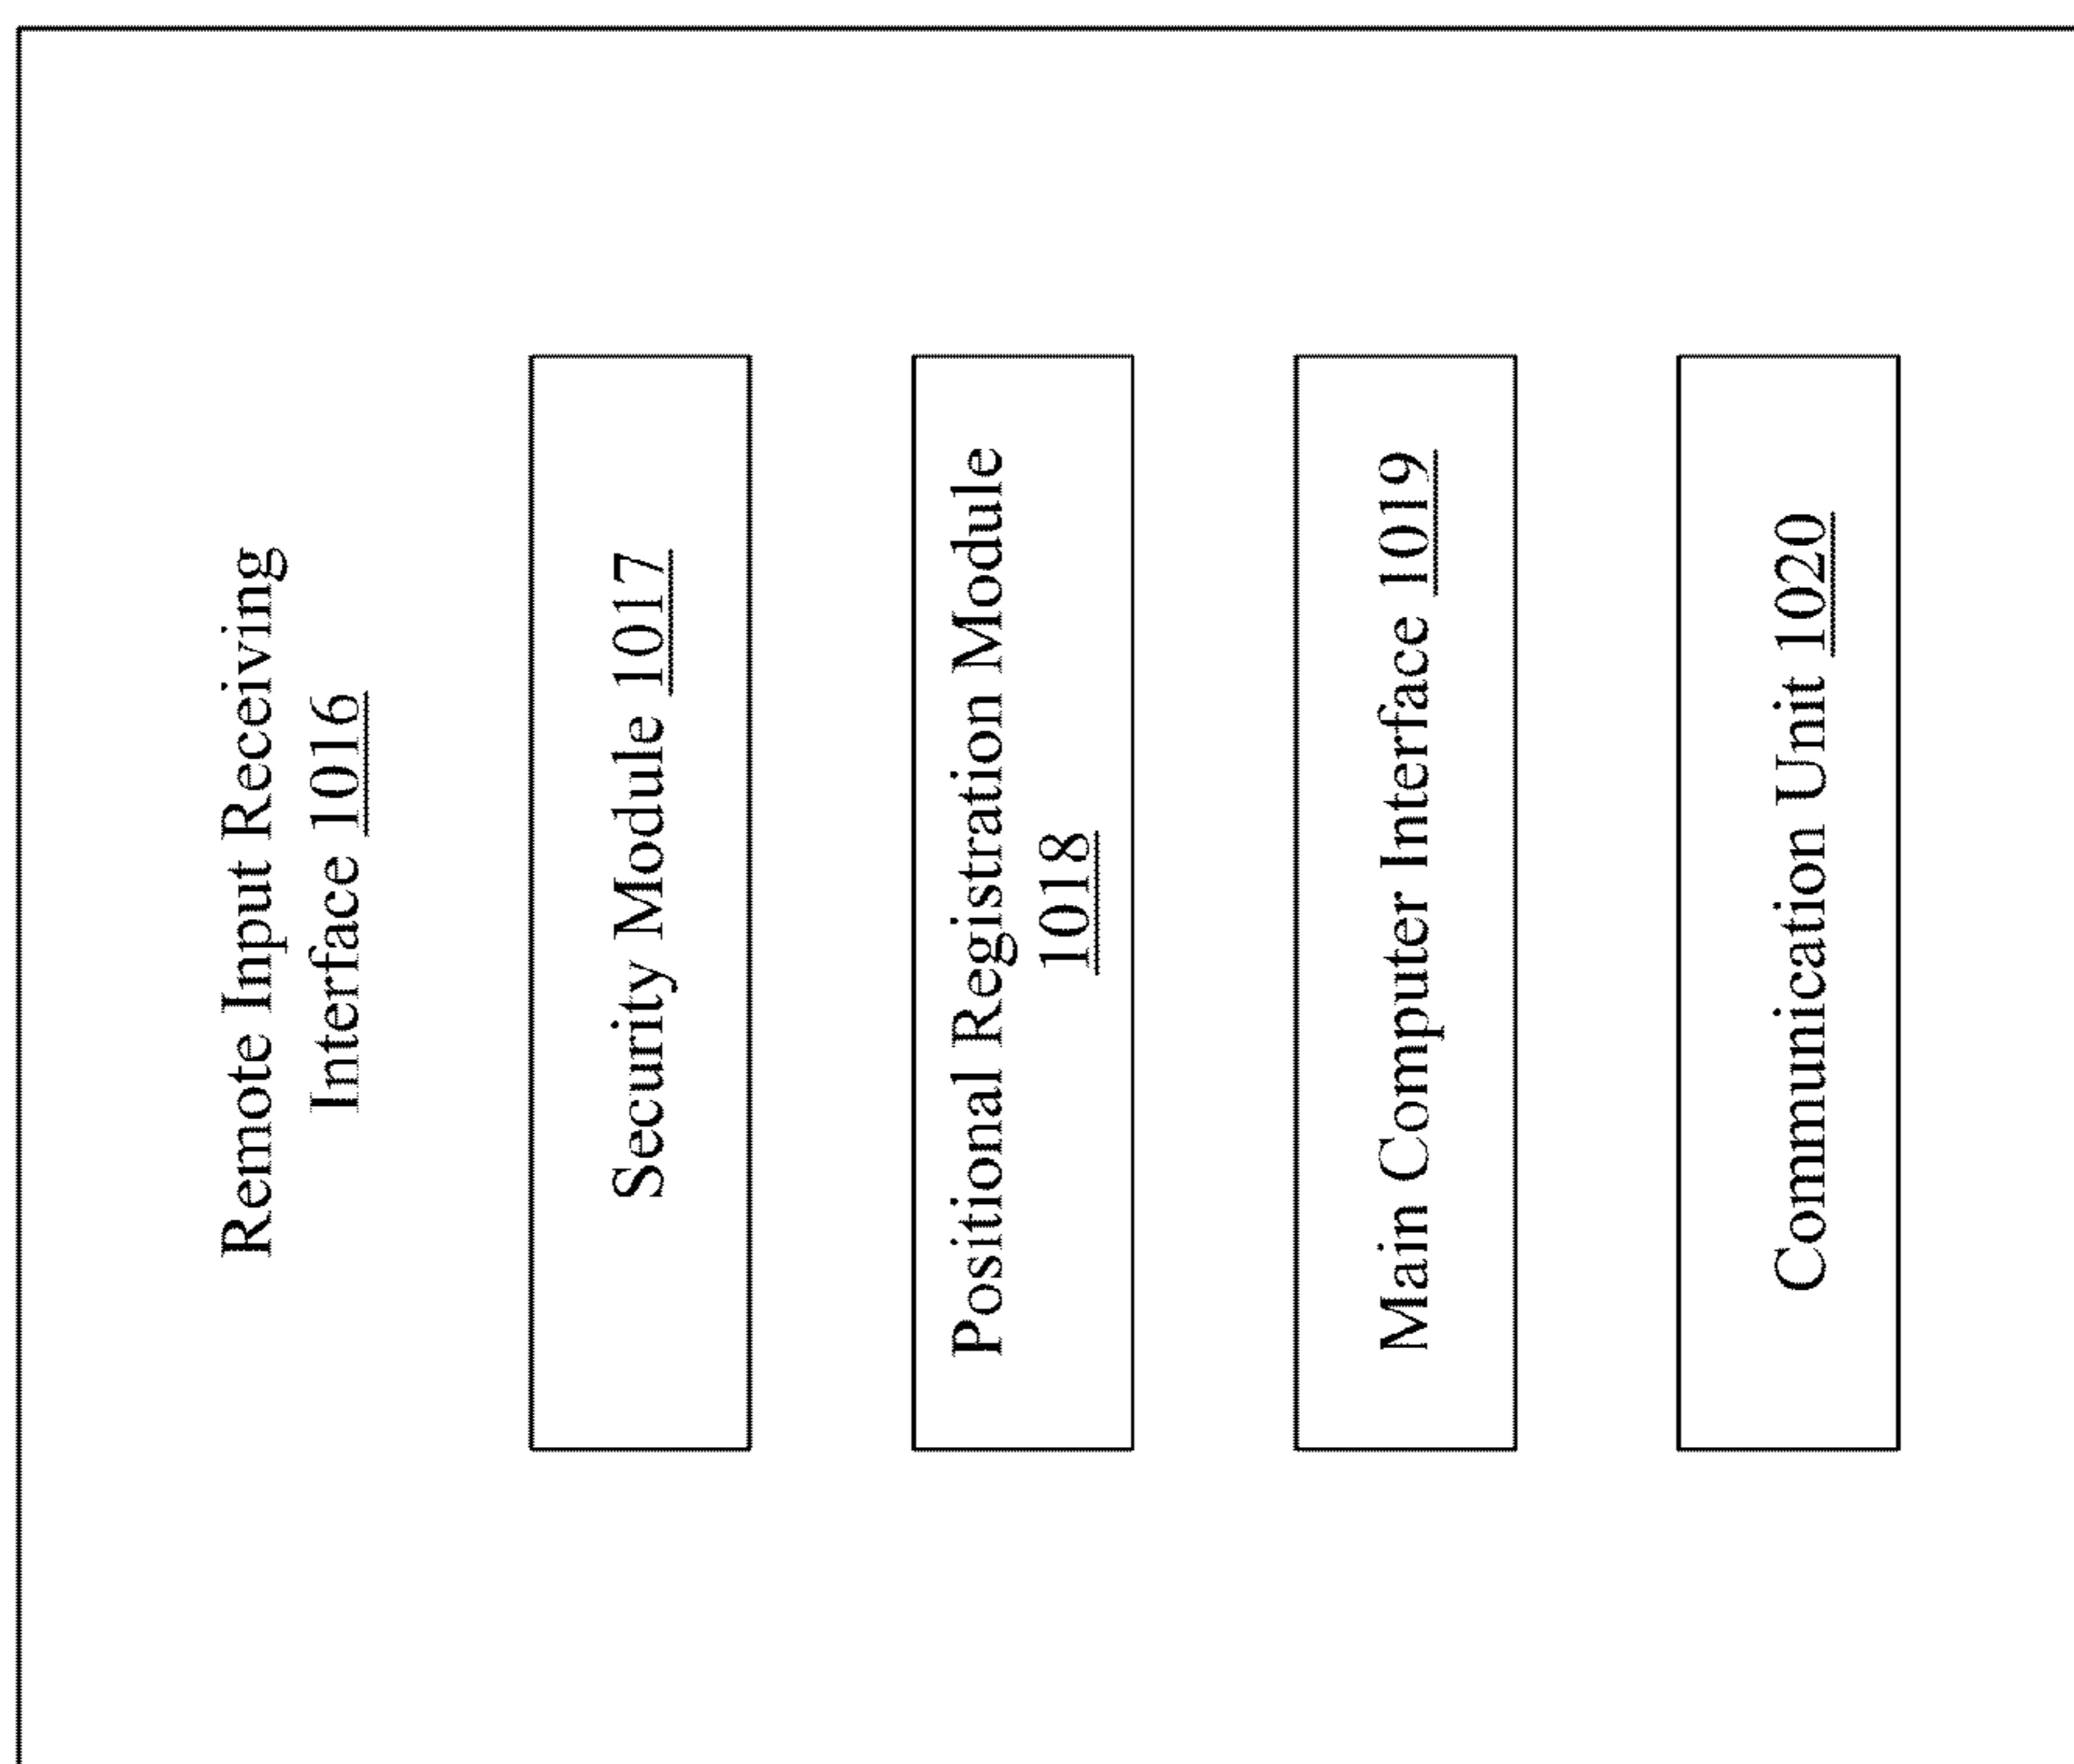 Remote Input Receiving
Interface 1016
Security Module 1017
Positional Registration Module
1018
Main Computer Interface 1019
Communication Unit 1020